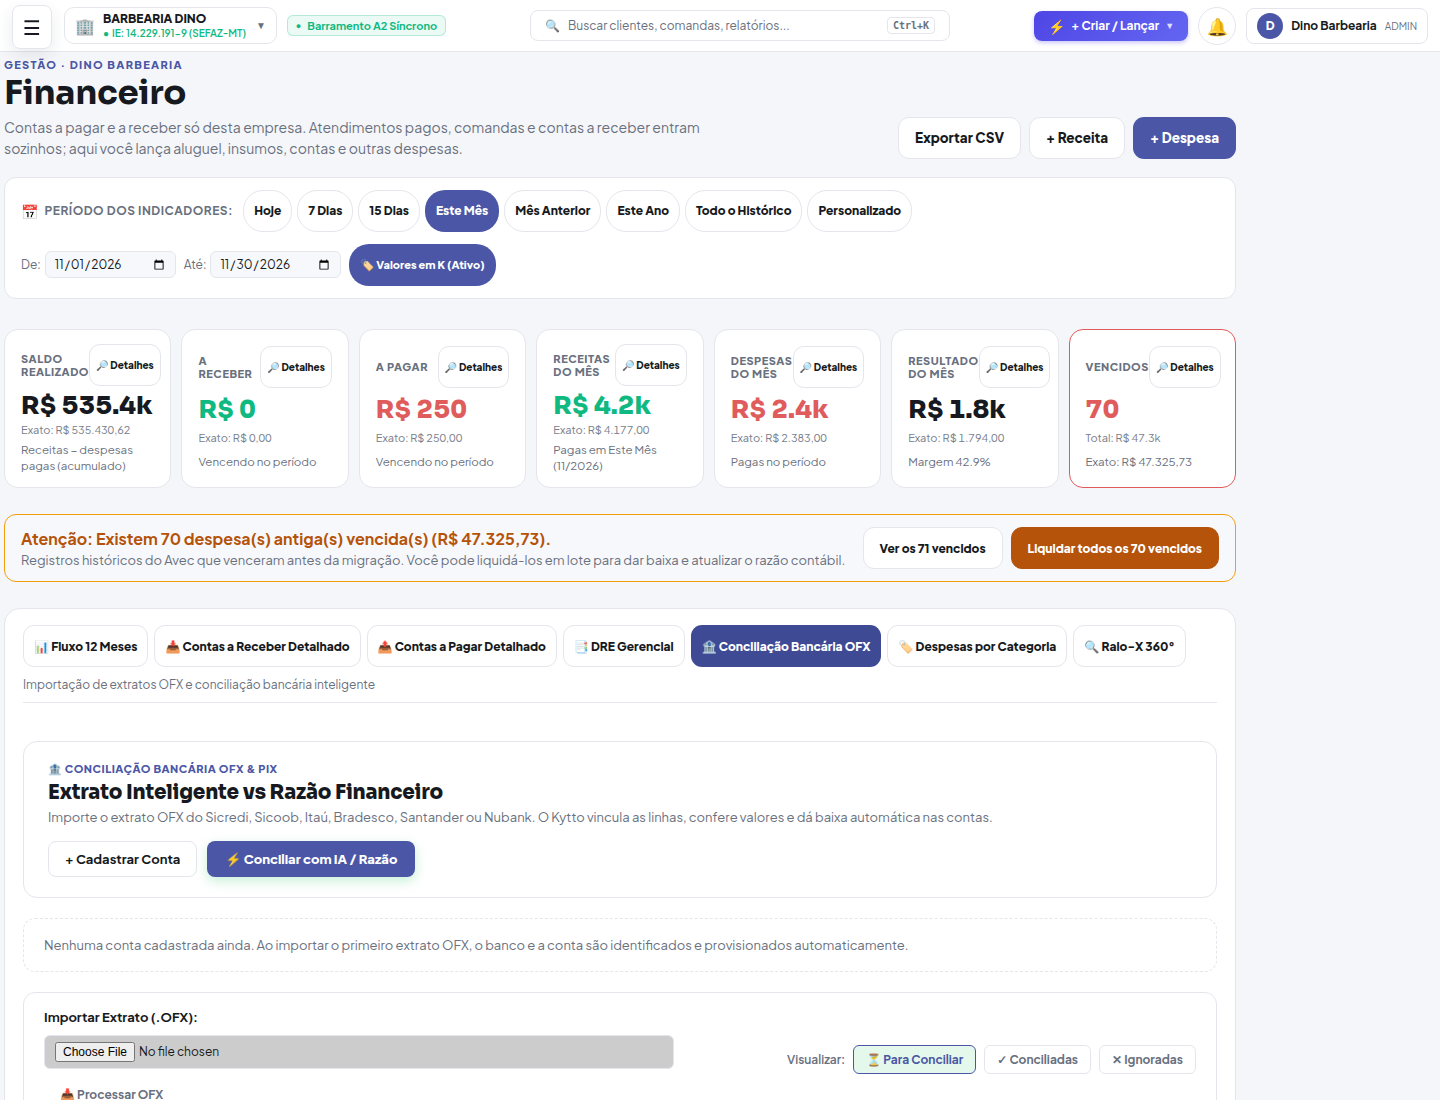 BARBEARIA DINO
● IE: 14.229.191-9 (SEFAZ-MT)
● Barramento A2 Síncrono
Buscar clientes, comandas, relatórios...
Ctrl+K
+ Criar / Lançar
D
Dino Barbearia ADMIN
GESTÃO · DINO BARBEARIA
Financeiro
Contas a pagar e a receber só desta empresa. Atendimentos pagos, comandas e contas a receber entram
sozinhos; aqui você lança aluguel, insumos, contas e outras despesas.
Exportar CSV
+ Receita
+ Despesa
PERÍODO DOS INDICADORES:
Hoje
7 Dias
15 Dias
Este Mês
Mês Anterior
Este Ano
Todo o Histórico
Personalizado
De: 11/01/2026
Até: 11/30/2026
Valores em K (Ativo)
SALDO
REALIZADO
Detalhes
R$ 535.4k
Exato: R$ 535.430,62
Receitas – despesas
pagas (acumulado)
A
RECEBER
Detalhes
R$ 0
Exato: R$ 0,00
Vencendo no período
A PAGAR
Detalhes
R$ 250
Exato: R$ 250,00
Vencendo no período
RECEITAS
DO MÊS
Detalhes
R$ 4.2k
Exato: R$ 4.177,00
Pagas em Este Mês
(11/2026)
DESPESAS
DO MÊS
Detalhes
R$ 2.4k
Exato: R$ 2.383,00
Pagas no período
RESULTADO
DO MÊS
Detalhes
R$ 1.8k
Exato: R$ 1.794,00
Margem 42.9%
VENCIDOS
Detalhes
70
Total: R$ 47.3k
Exato: R$ 47.325,73
Atenção: Existem 70 despesa(s) antiga(s) vencida(s) (R$ 47.325,73).
Registros históricos do Avec que venceram antes da migração. Você pode liquidá-los em lote para dar baixa e atualizar o razão contábil.
Ver os 71 vencidos
Liquidar todos os 70 vencidos
Fluxo 12 Meses
Contas a Receber Detalhado
Contas a Pagar Detalhado
DRE Gerencial
Conciliação Bancária OFX
Despesas por Categoria
Raio-X 360°
Importação de extratos OFX e conciliação bancária inteligente
CONCILIAÇÃO BANCÁRIA OFX & PIX
Extrato Inteligente vs Razão Financeiro
Importe o extrato OFX do Sicredi, Sicoob, Itaú, Bradesco, Santander ou Nubank. O Kytto vincula as linhas, confere valores e dá baixa automática nas contas.
+ Cadastrar Conta
⚡ Conciliar com IA / Razão
Nenhuma conta cadastrada ainda. Ao importar o primeiro extrato OFX, o banco e a conta são identificados e provisionados automaticamente.
Importar Extrato (.OFX):
Choose File No file chosen
Visualizar:
Para Conciliar
✓ Conciliadas
✕ Ignoradas
Processar OFX